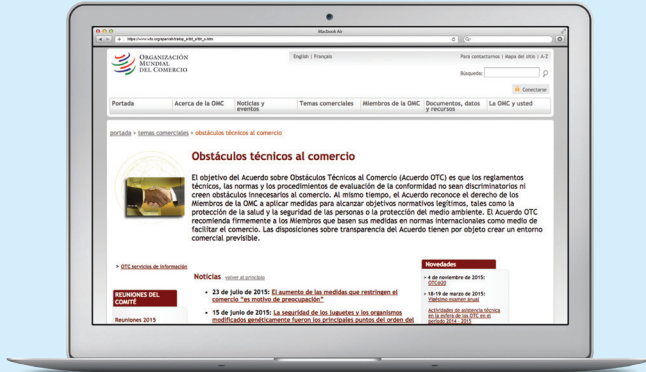 Macbook Air
ORGANIZACIÓN
MUNDIAL
DEL COMERCIO
English | Français
Para contactarnos | Mapa del sitio | A-Z
Búsqueda:
Conectarse
Portada
Acerca de la OMC
Noticias y
eventos
Temas comerciales
Miembros de la OMC
Documentos, datos
y recursos
La OMC y usted
portada > temas comerciales > obstáculos técnicos al comercio
Obstáculos técnicos al comercio
El objetivo del Acuerdo sobre Obstáculos Técnicos al Comercio (Acuerdo OTC) es que los reglamentos
técnicos, las normas y los procedimientos de evaluación de la conformidad no sean discriminatorios ni
creen obstáculos innecesarios al comercio. Al mismo tiempo, el Acuerdo reconoce el derecho de los
Miembros de la OMC a aplicar medidas para alcanzar objetivos normativos legítimos, tales como la
protección de la salud y la seguridad de las personas o la protección del medio ambiente. El Acuerdo OTC
recomienda firmemente a los Miembros que basen sus medidas en normas internacionales como medio de
facilitar el comercio. Las disposiciones sobre transparencia del Acuerdo tienen por objeto crear un entorno
comercial previsible.
OTC servicios de información
REUNIONES DEL
COMITÉ
Reuniones 2015
Noticias volver al principio
• 23 de julio de 2015: El aumento de las medidas que restringen el
comercio "es motivo de preocupación"
• 15 de junio de 2015: La seguridad de los juguetes y los organismos
modificados genéticamente fueron los principales puntos del orden del
Novedades
4 de noviembre de 2015:
OTC@20
18-19 de marzo de 2015:
examen anual
Actividades de asistencia técnica
en la esfera de los OTC en el
período 2014 - 2015